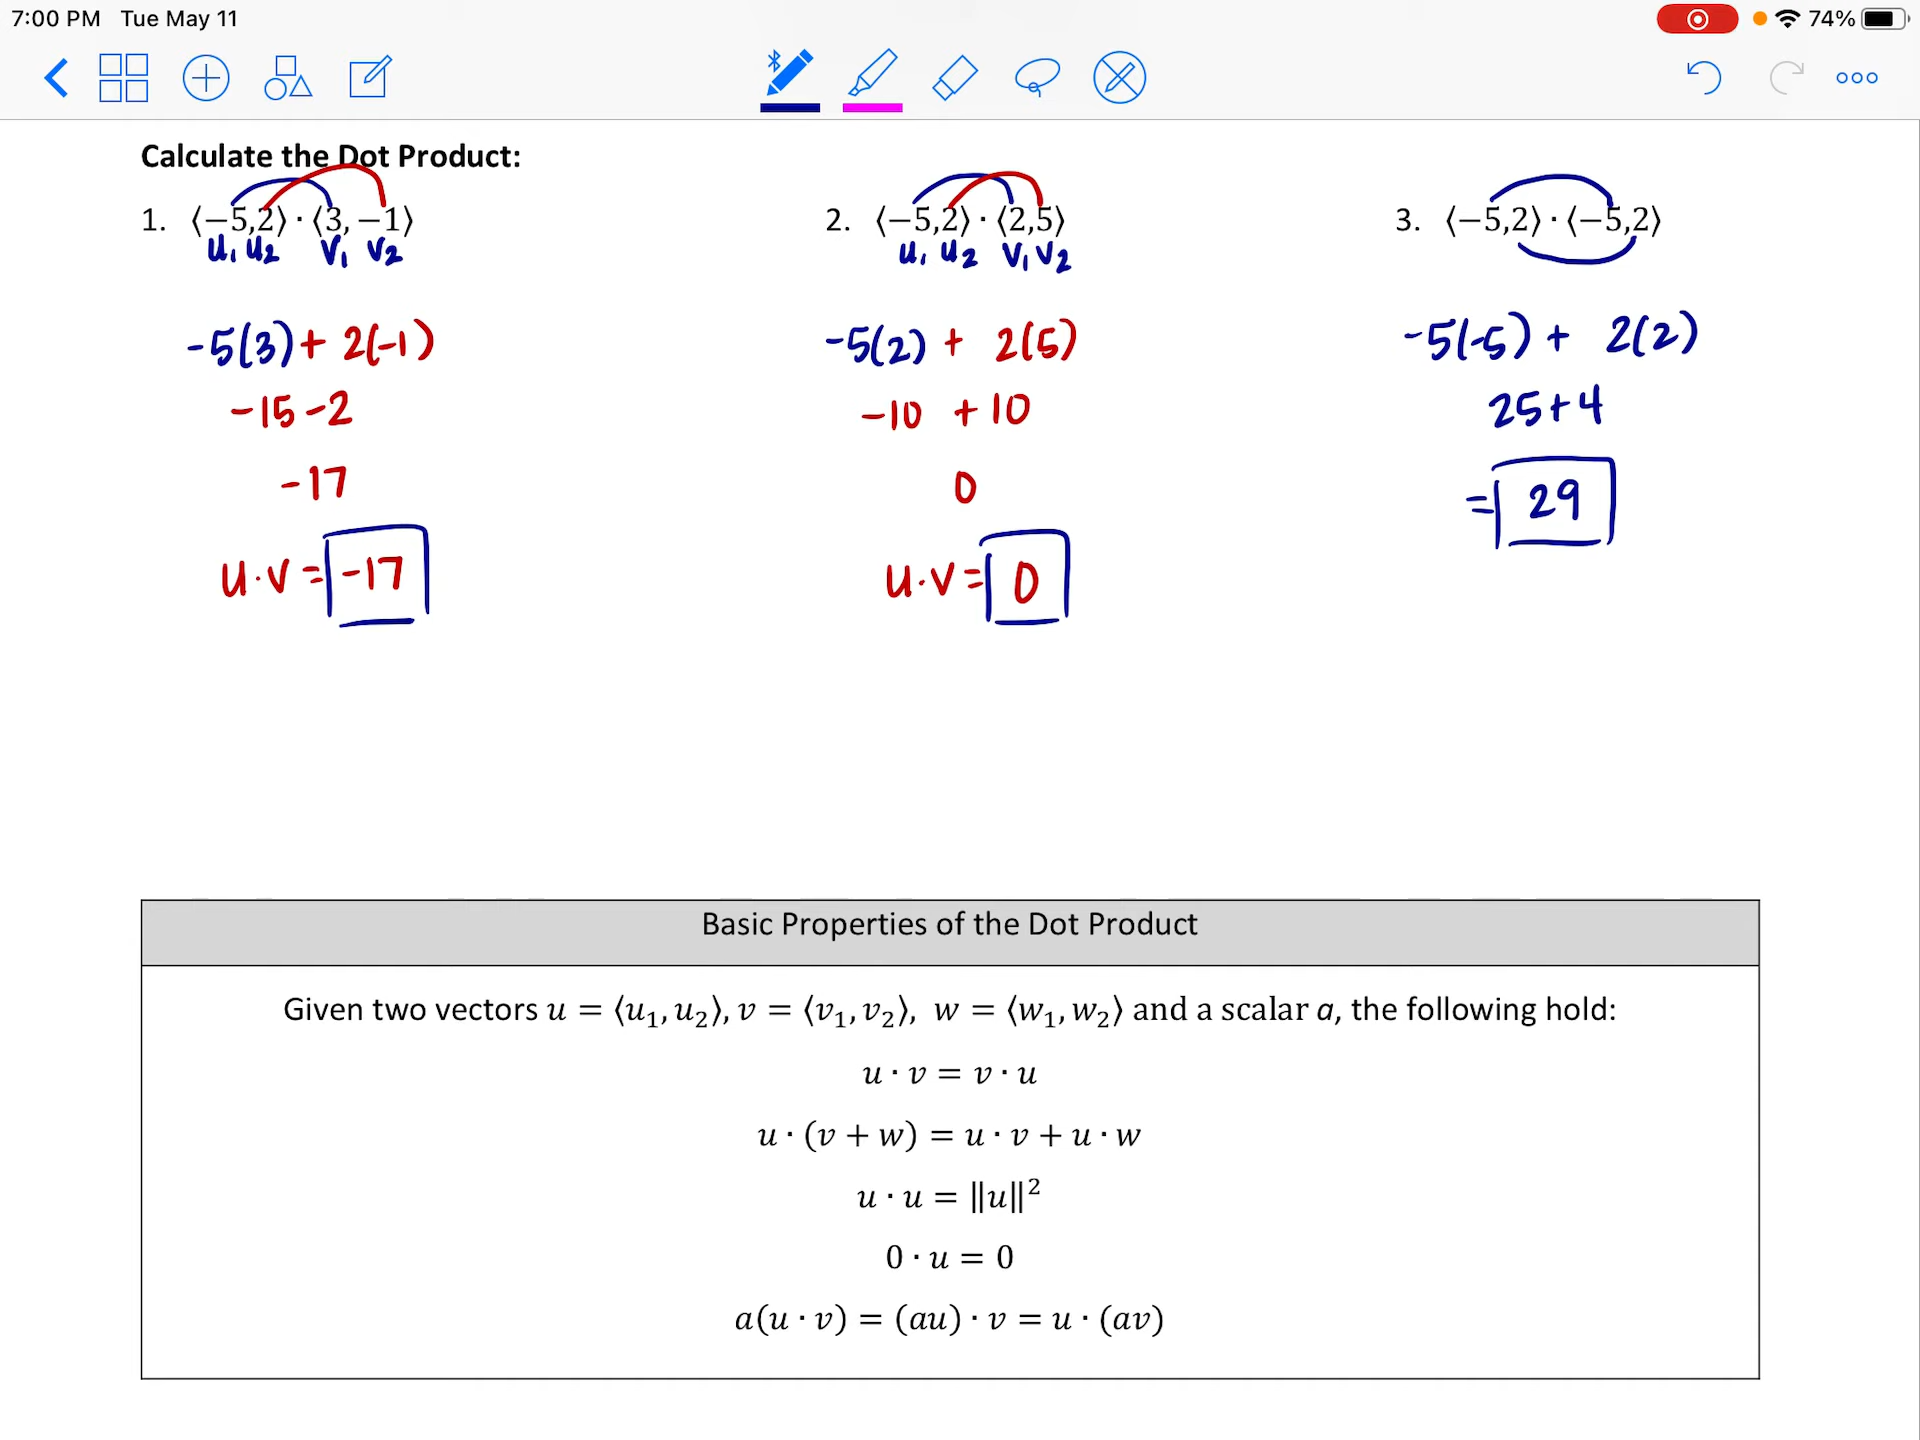 7:00 PM Tue May 11 74%
Calculate the Dot Product:
1. ⟨−5,2⟩ · ⟨3, −1⟩
u₁ u₂ v₁ v₂
-5(3) + 2(-1)
-15 -2
-17
u·v = -17
2. ⟨−5,2⟩ · ⟨2,5⟩
u₁ u₂ v₁ v₂
-5(2) + 2(5)
-10 + 10
0
u·v = 0
3. ⟨−5,2⟩ · ⟨−5,2⟩
-5(-5) + 2(2)
25+4
= 29
Basic Properties of the Dot Product
Given two vectors u = ⟨u₁, u₂⟩, v = ⟨v₁, v₂⟩, w = ⟨w₁, w₂⟩ and a scalar a, the following hold:
u · v = v · u
u · (v + w) = u · v + u · w
u · u = ‖u‖²
0 · u = 0
a(u · v) = (au) · v = u · (av)